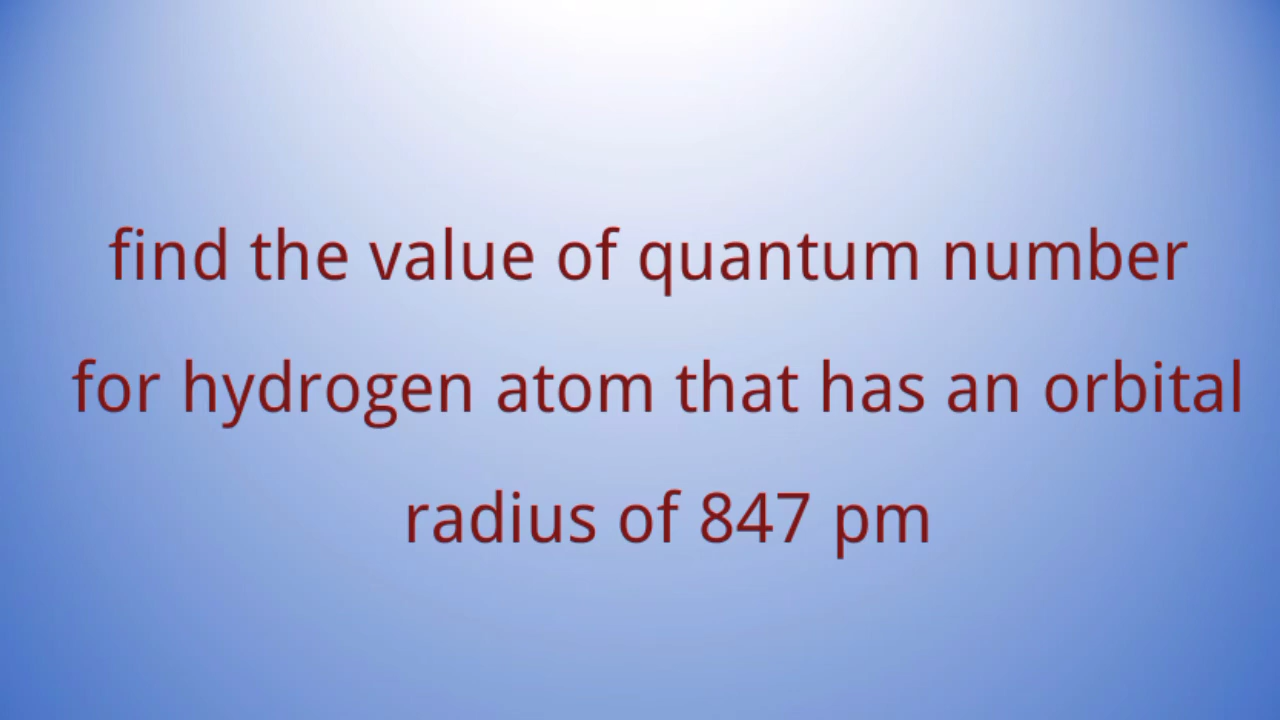 find the value of quantum number
for hydrogen atom that has an orbital
radius of 847 pm